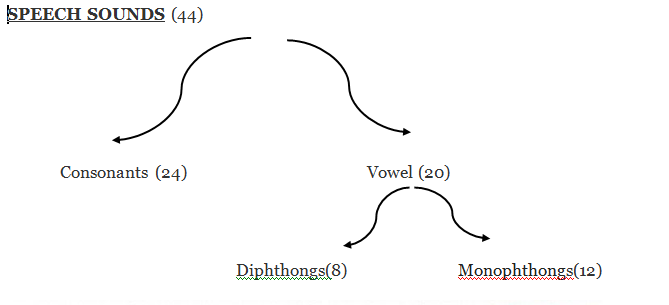 SPEECH SOUNDS (44)
Consonants (24) Vowel (20)
Diphthongs(8) Monophthongs(12)